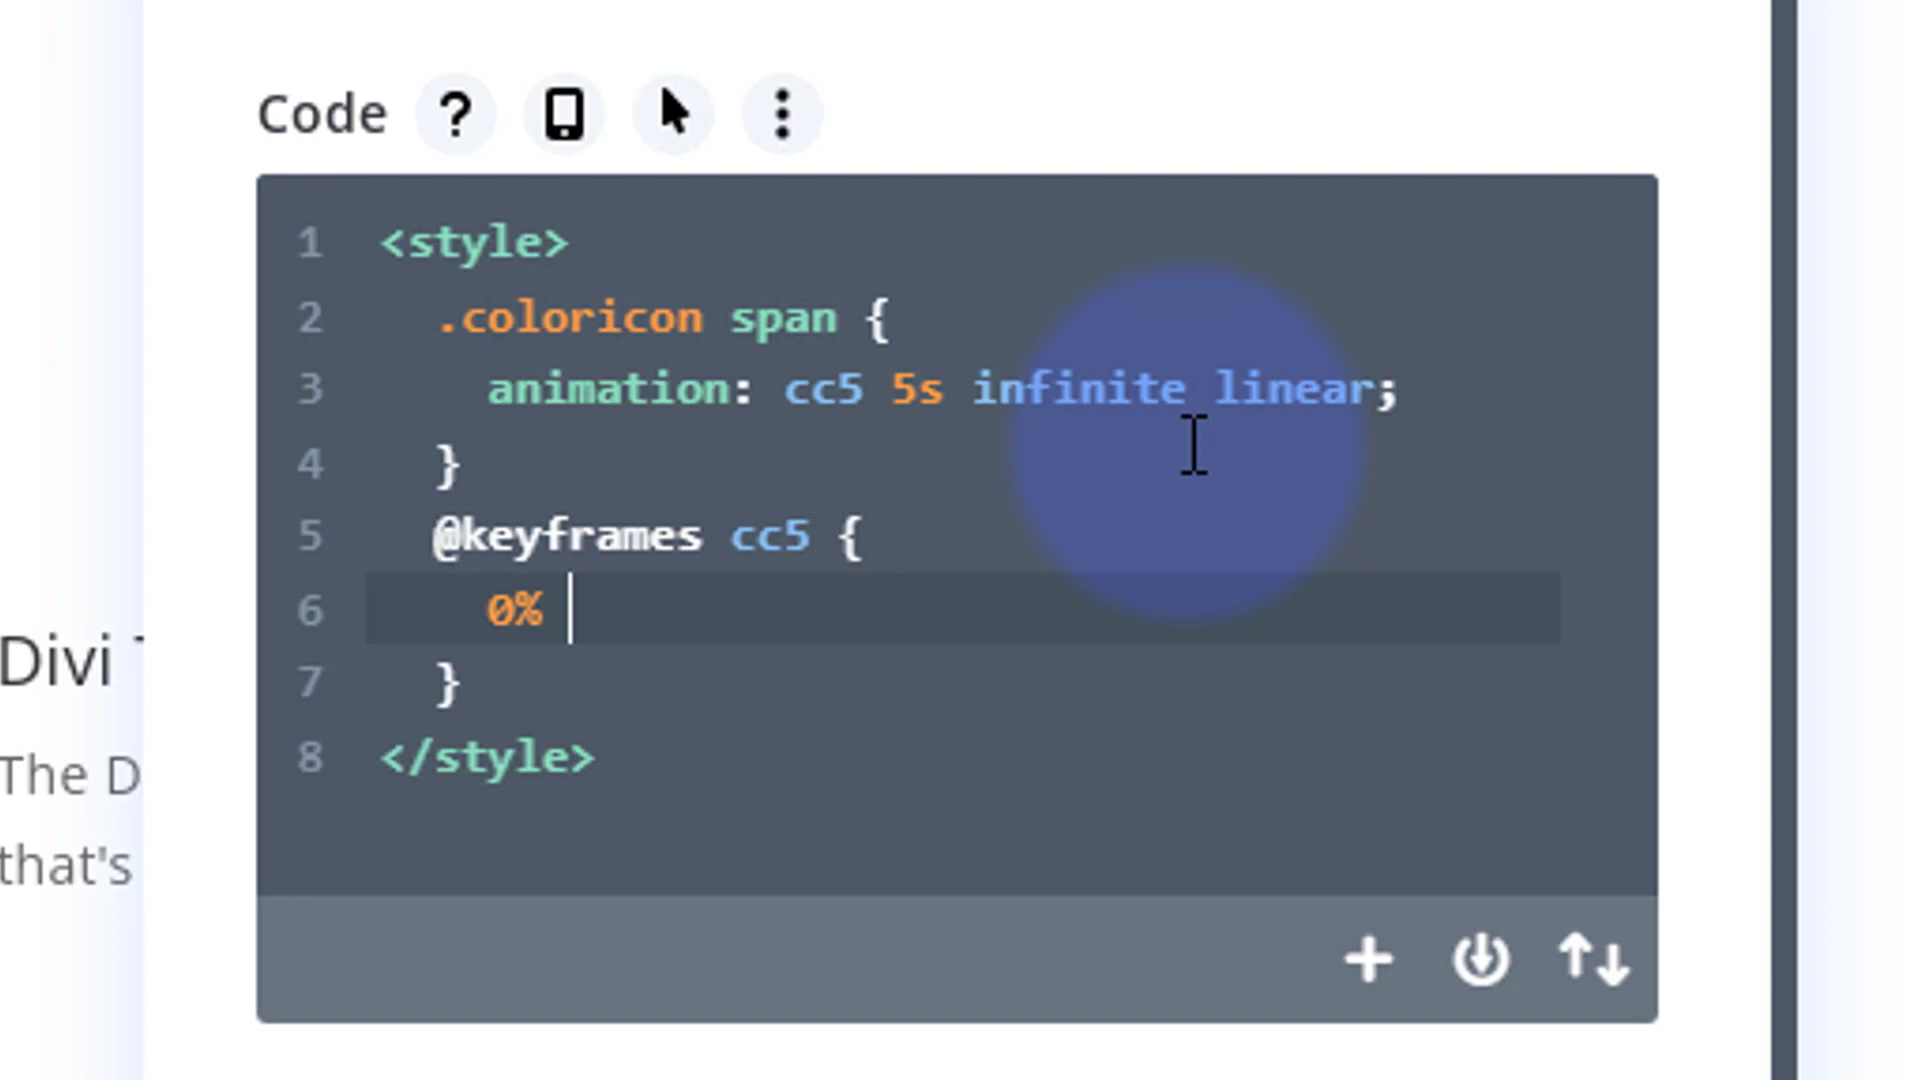 Code ?
1 <style>
2 .coloricon span {
3 animation: cc5 5s infinite linear;
4 }
5 @keyframes cc5 {
6 0%
7 }
8 </style>
Divi
The D
that's